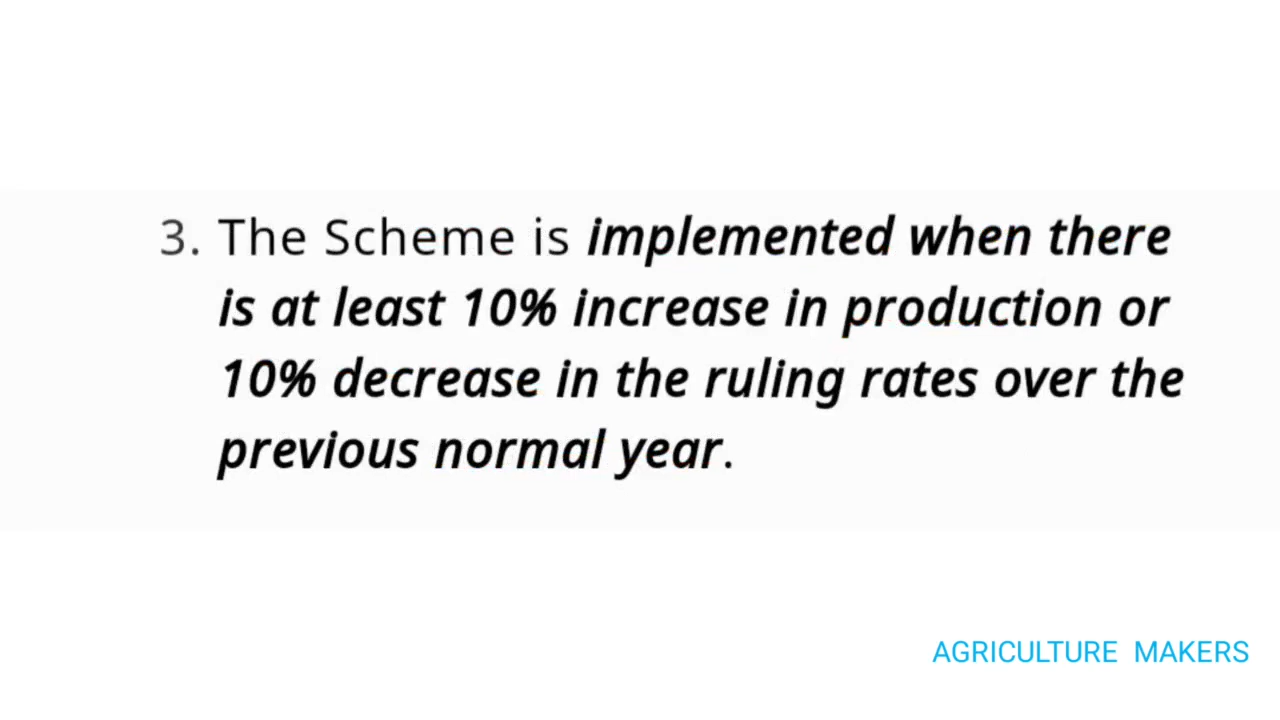 3. The Scheme is implemented when there
is at least 10% increase in production or
10% decrease in the ruling rates over the
previous normal year.
AGRICULTURE MAKERS